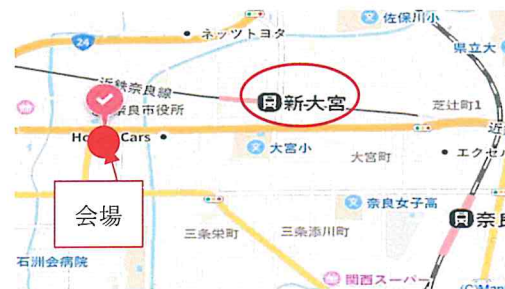 佐保川小
ネッツトヨタ
24
県立大
近鉄奈良線
新大宮
奈良市役所
芝辻町1
Ho
Cars
大宮小
大宮町
エクセル
会場
奈良女子高
奈良
三条栄町
三条添川町
石洲会病院
関西スーパー